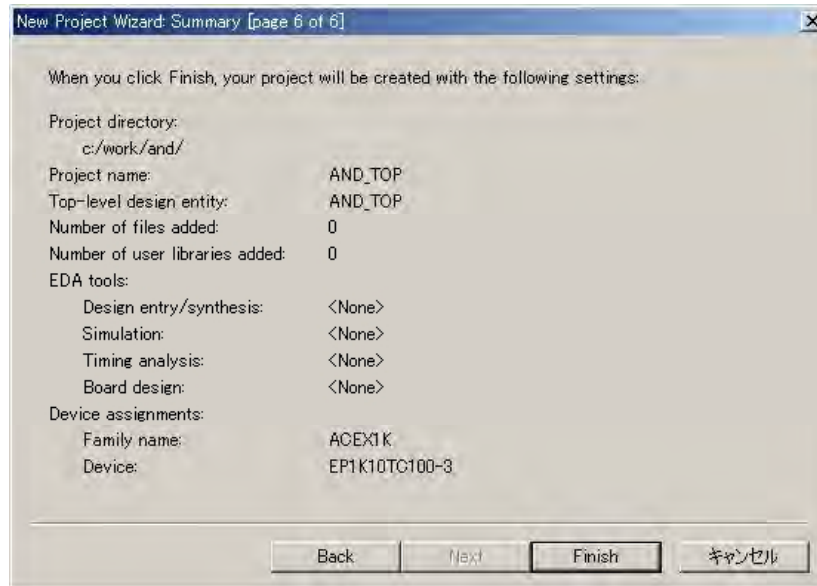 New Project Wizard: Summary [page 6 of 6]
When you click Finish, your project will be created with the following settings:
Project directory:
c:/work/and/
Project name: AND_TOP
Top-level design entity: AND_TOP
Number of files added: 0
Number of user libraries added: 0
EDA tools:
Design entry/synthesis: <None>
Simulation: <None>
Timing analysis: <None>
Board design: <None>
Device assignments:
Family name: ACEX1K
Device: EP1K10TC100-3
Back Next Finish キャンセル